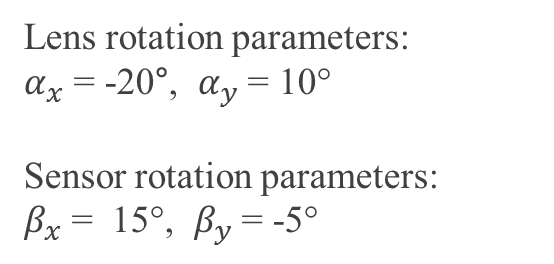 Lens rotation parameters:
αx = -20°, αy = 10°
Sensor rotation parameters:
βx = 15°, βy = -5°